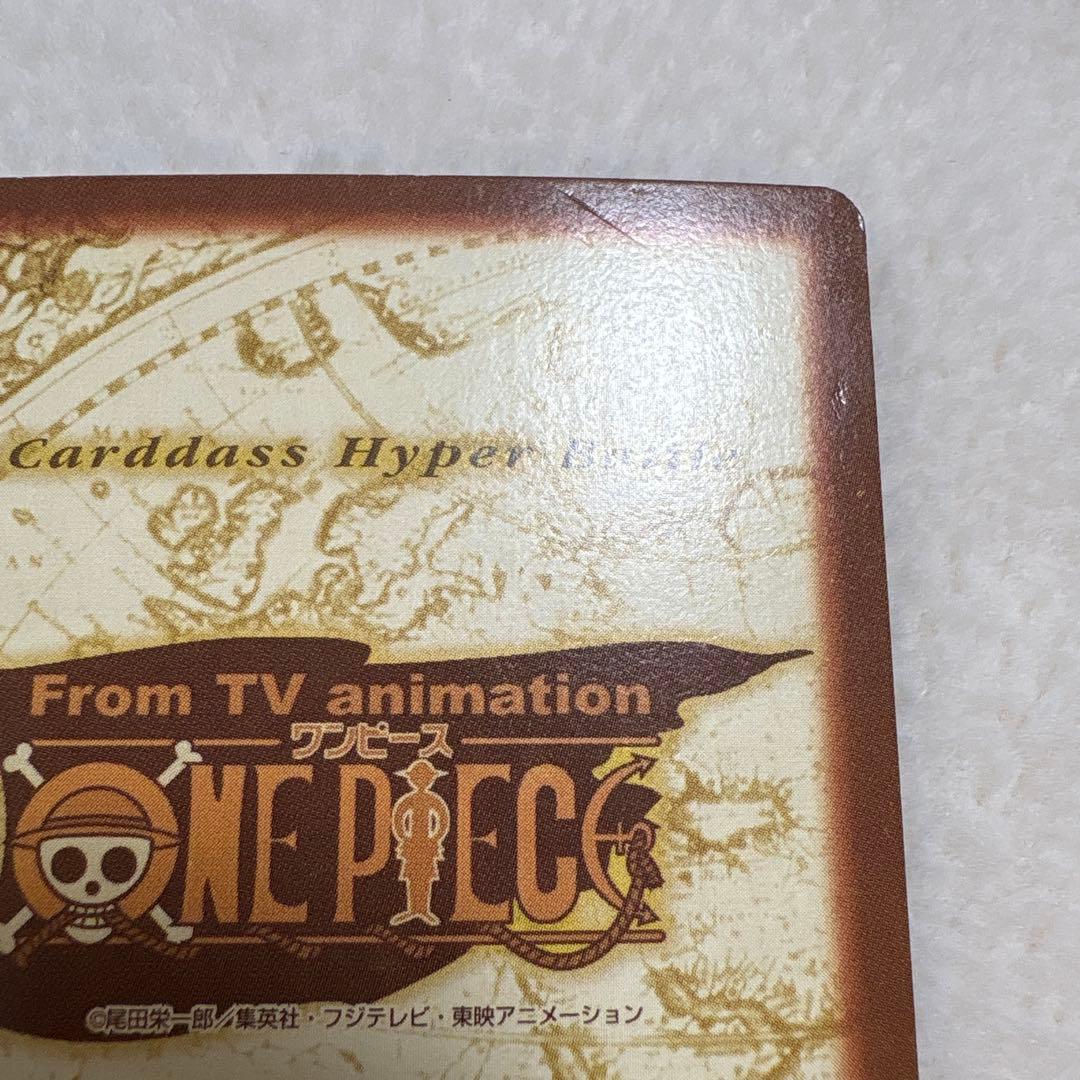 Carddass Hyper Battle
From TV animation
ワンピース
ONE PIECE
©尾田栄一郎／集英社・フジテレビ・東映アニメーション